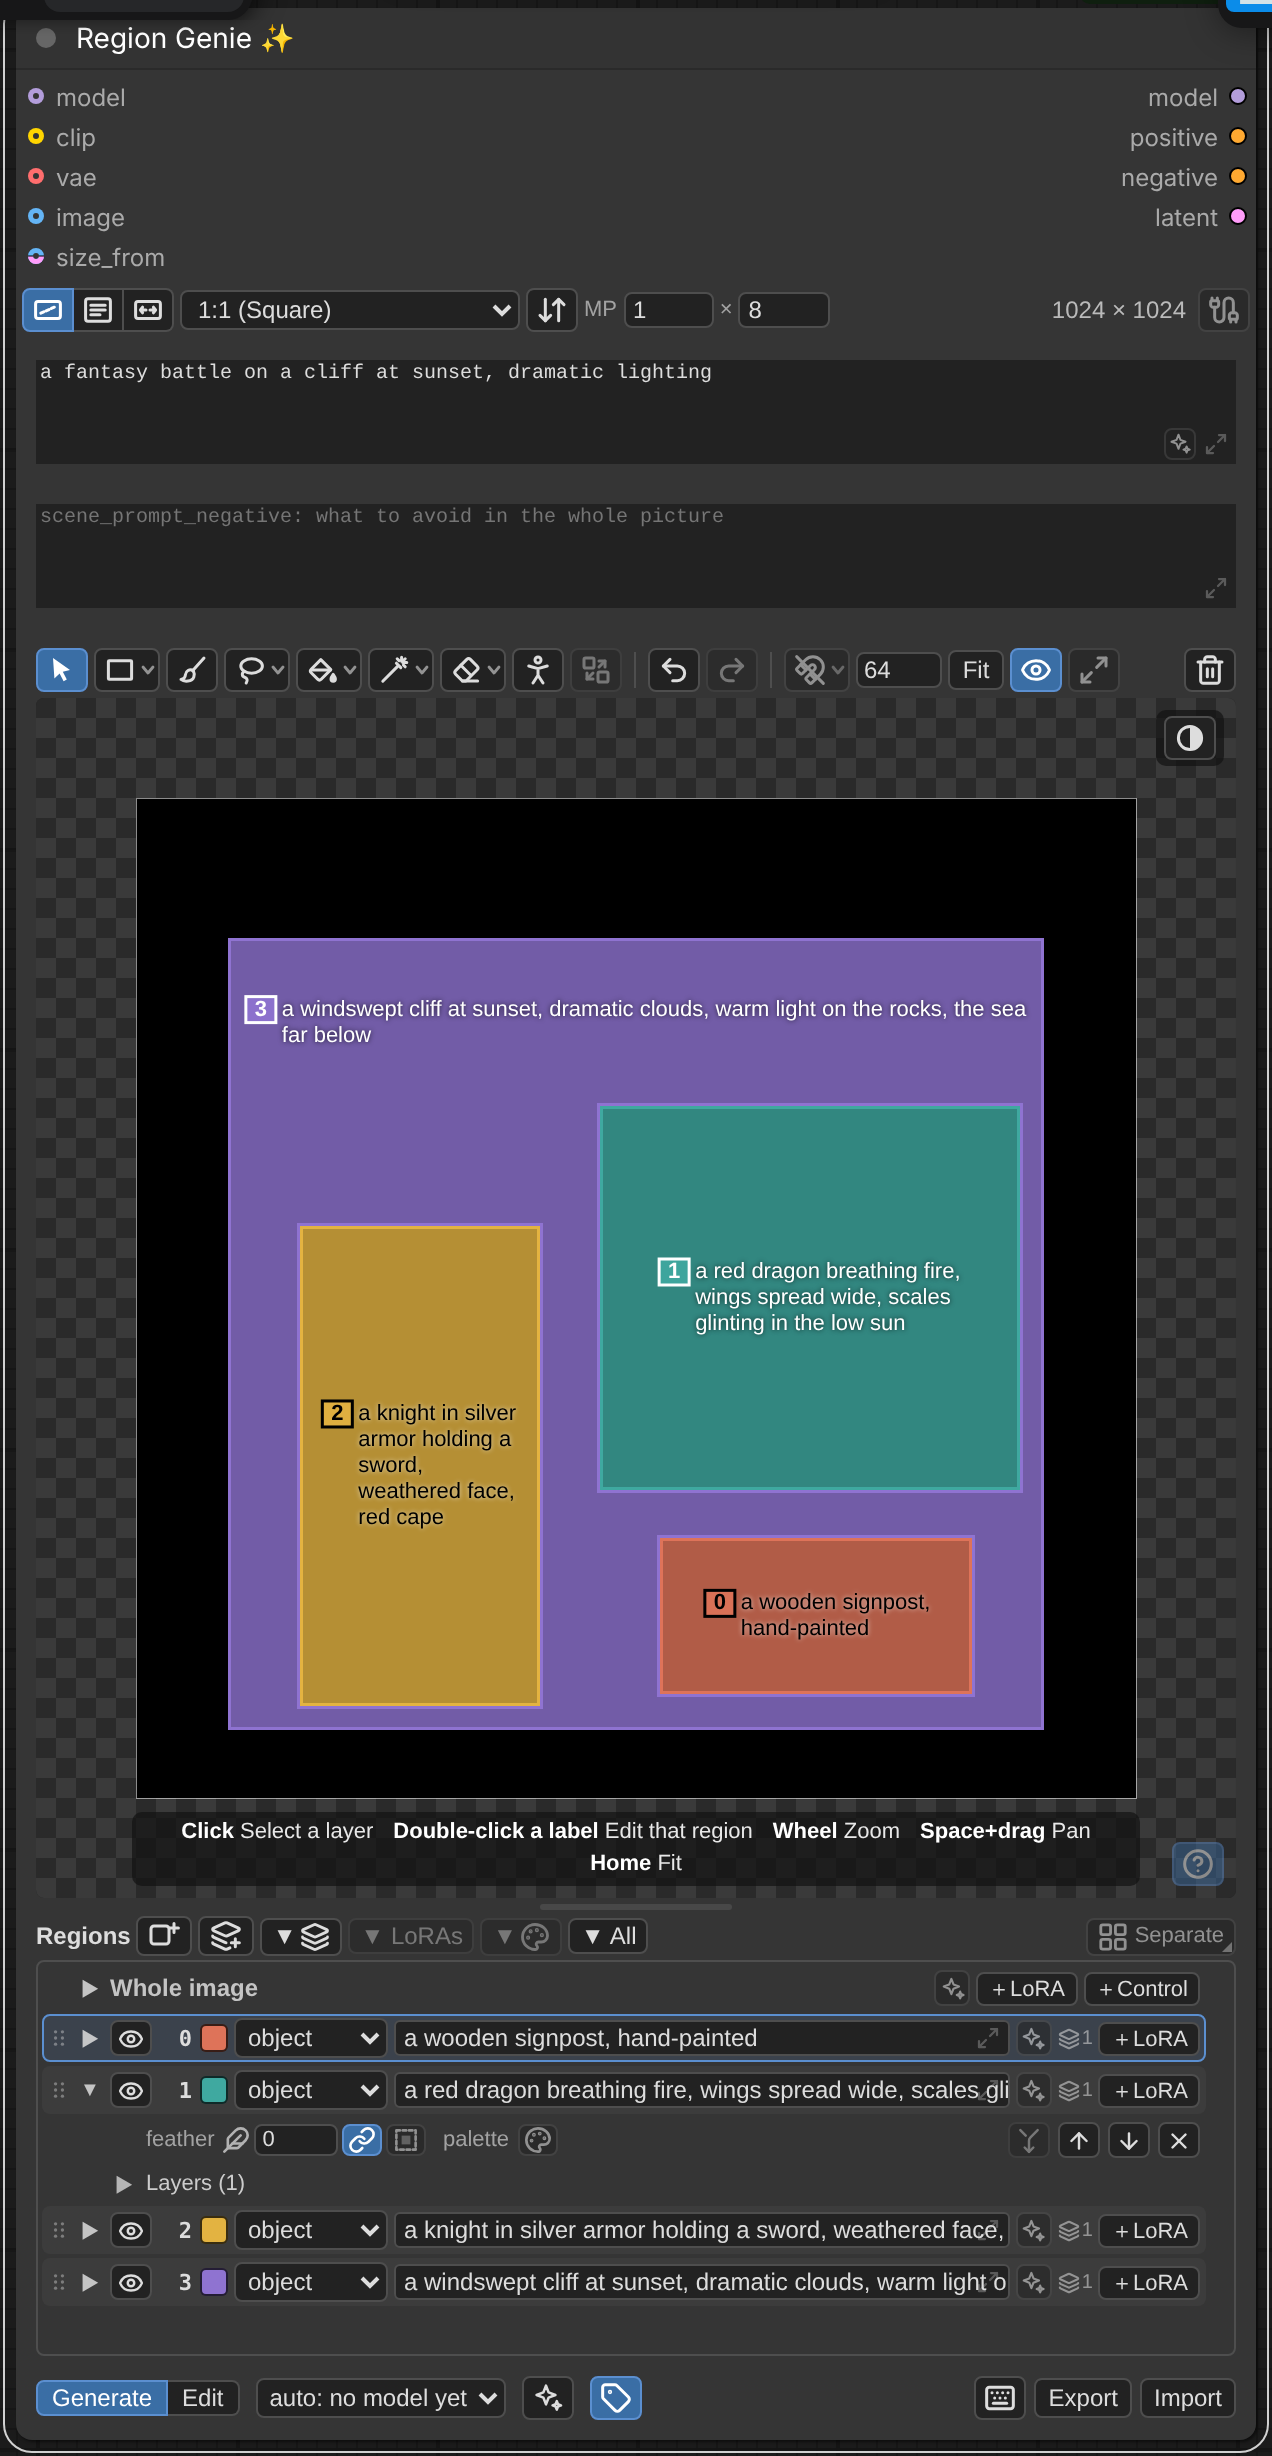 Region Genie ✨
model
model
clip
positive
vae
negative
image
latent
size_from
1:1 (Square)
MP 1 × 8
1024 × 1024
a fantasy battle on a cliff at sunset, dramatic lighting
scene_prompt_negative: what to avoid in the whole picture
64
Fit
3 a windswept cliff at sunset, dramatic clouds, warm light on the rocks, the sea
far below
1 a red dragon breathing fire,
wings spread wide, scales
glinting in the low sun
2 a knight in silver
armor holding a
sword,
weathered face,
red cape
0 a wooden signpost,
hand-painted
Click Select a layer Double-click a label Edit that region Wheel Zoom Space+drag Pan
Home Fit
Regions
▼ LoRAs
▼ All
Separate
Whole image
+ LoRA
+ Control
0 object a wooden signpost, hand-painted 1 + LoRA
1 object a red dragon breathing fire, wings spread wide, scales gli 1 + LoRA
feather 0 palette
Layers (1)
2 object a knight in silver armor holding a sword, weathered face, 1 + LoRA
3 object a windswept cliff at sunset, dramatic clouds, warm light o 1 + LoRA
Generate Edit auto: no model yet Export Import